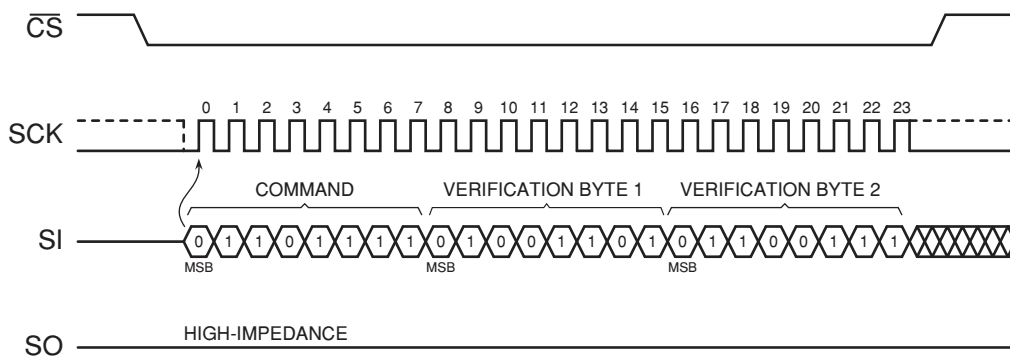 CS
0 1 2 3 4 5 6 7 8 9 10 11 12 13 14 15 16 17 18 19 20 21 22 23
SCK
COMMAND VERIFICATION BYTE 1 VERIFICATION BYTE 2
SI 0 1 1 0 1 1 1 1 0 1 0 0 1 1 0 1 0 1 1 0 0 1 1 1
MSB MSB MSB
HIGH-IMPEDANCE
SO